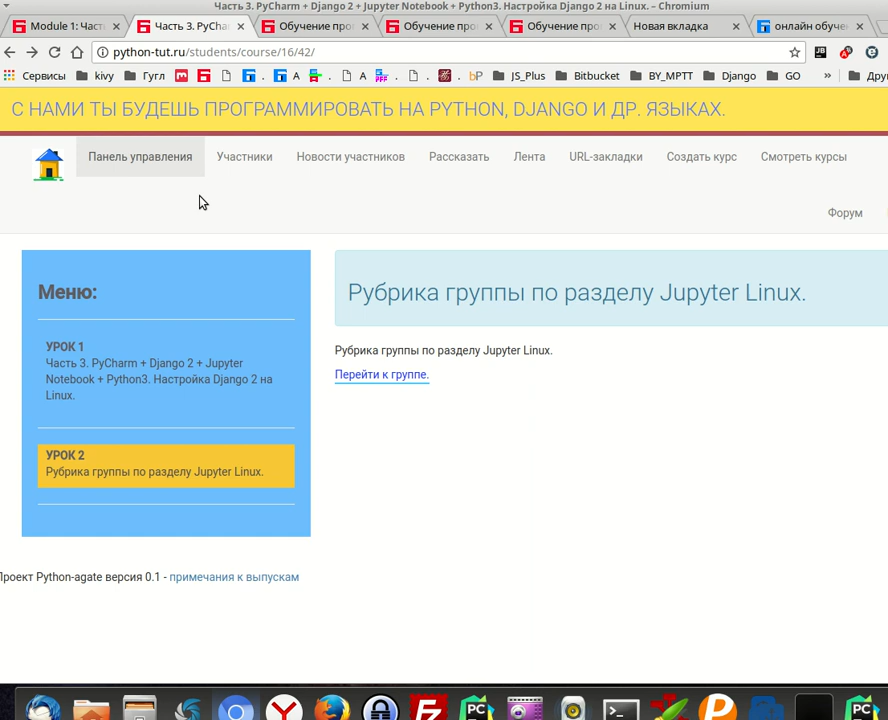 Часть 3. PyCharm + Django 2 + Jupyter Notebook + Python3. Настройка Django 2 на Linux. – Chromium
Module 1: Част
Часть 3. PyCha
Обучение про
Обучение про
Обучение про
Новая вкладка
онлайн обуче
python-tut.ru/students/course/16/42/
Сервисы
kivy
Гугл
.
А
.
А
.
.
bP
JS_Plus
Bitbucket
BY_MPTT
Django
GO
»
Дру
С НАМИ ТЫ БУДЕШЬ ПРОГРАММИРОВАТЬ НА PYTHON, DJANGO И ДР. ЯЗЫКАХ.
Панель управления
Участники
Новости участников
Рассказать
Лента
URL-закладки
Создать курс
Смотреть курсы
Форум
Меню:
УРОК 1
Часть 3. PyCharm + Django 2 + Jupyter
Notebook + Python3. Настройка Django 2 на
Linux.
УРОК 2
Рубрика группы по разделу Jupyter Linux.
Рубрика группы по разделу Jupyter Linux.
Рубрика группы по разделу Jupyter Linux.
Перейти к группе.
Проект Python-agate версия 0.1 - примечания к выпускам